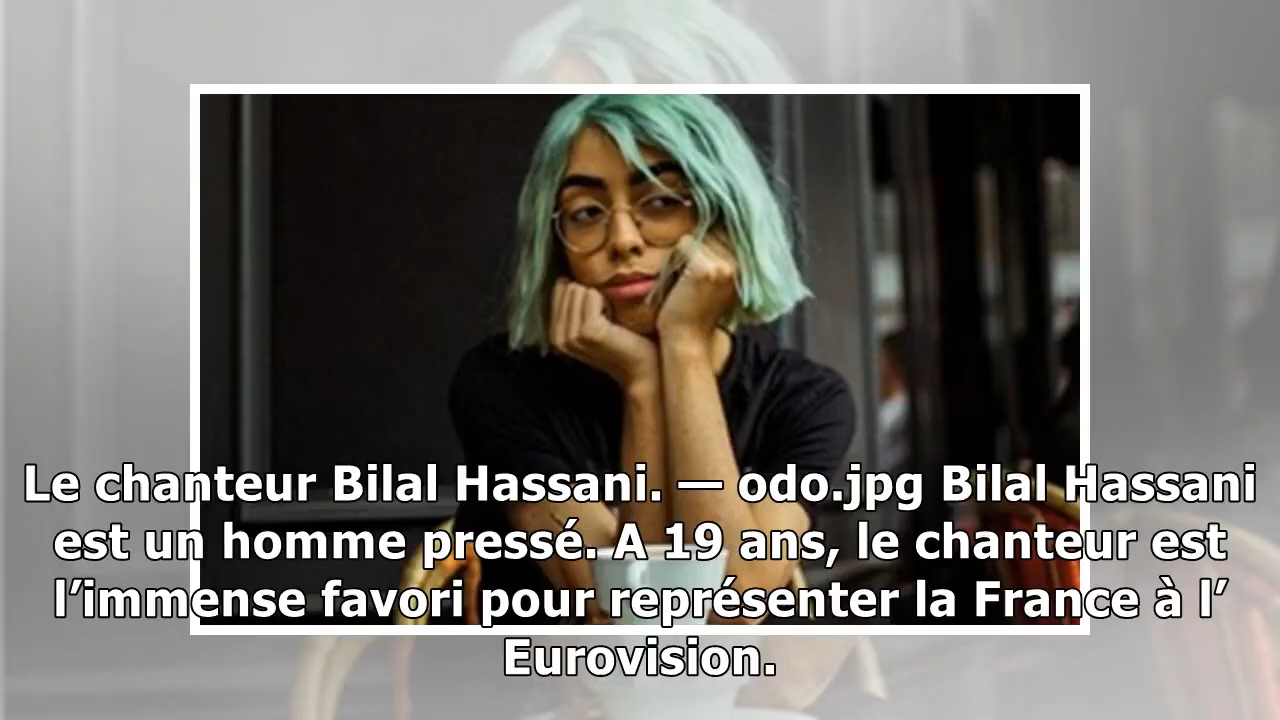 Le chanteur Bilal Hassani. — odo.jpg Bilal Hassani
est un homme pressé. A 19 ans, le chanteur est
l’immense favori pour représenter la France à l’
Eurovision.